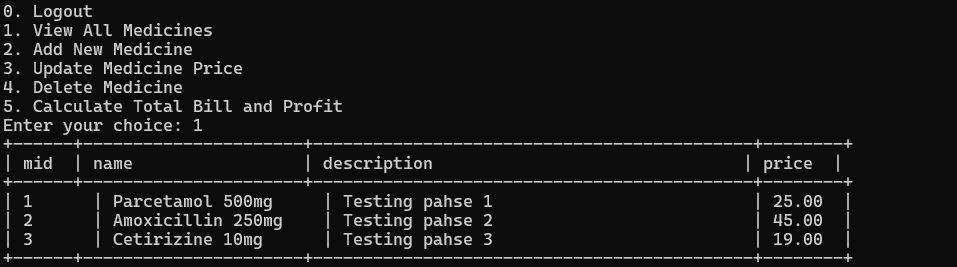 0. Logout
1. View All Medicines
2. Add New Medicine
3. Update Medicine Price
4. Delete Medicine
5. Calculate Total Bill and Profit
Enter your choice: 1
+------+-----------------------+--------------------------------------------+--------+
| mid  | name                  | description                                | price  |
+------+-----------------------+--------------------------------------------+--------+
| 1      | Parcetamol 500mg     | Testing pahse 1                          | 25.00  |
| 2      | Amoxicillin 250mg    | Testing pahse 2                          | 45.00  |
| 3      | Cetirizine 10mg      | Testing pahse 3                          | 19.00  |
+------+-----------------------+--------------------------------------------+--------+